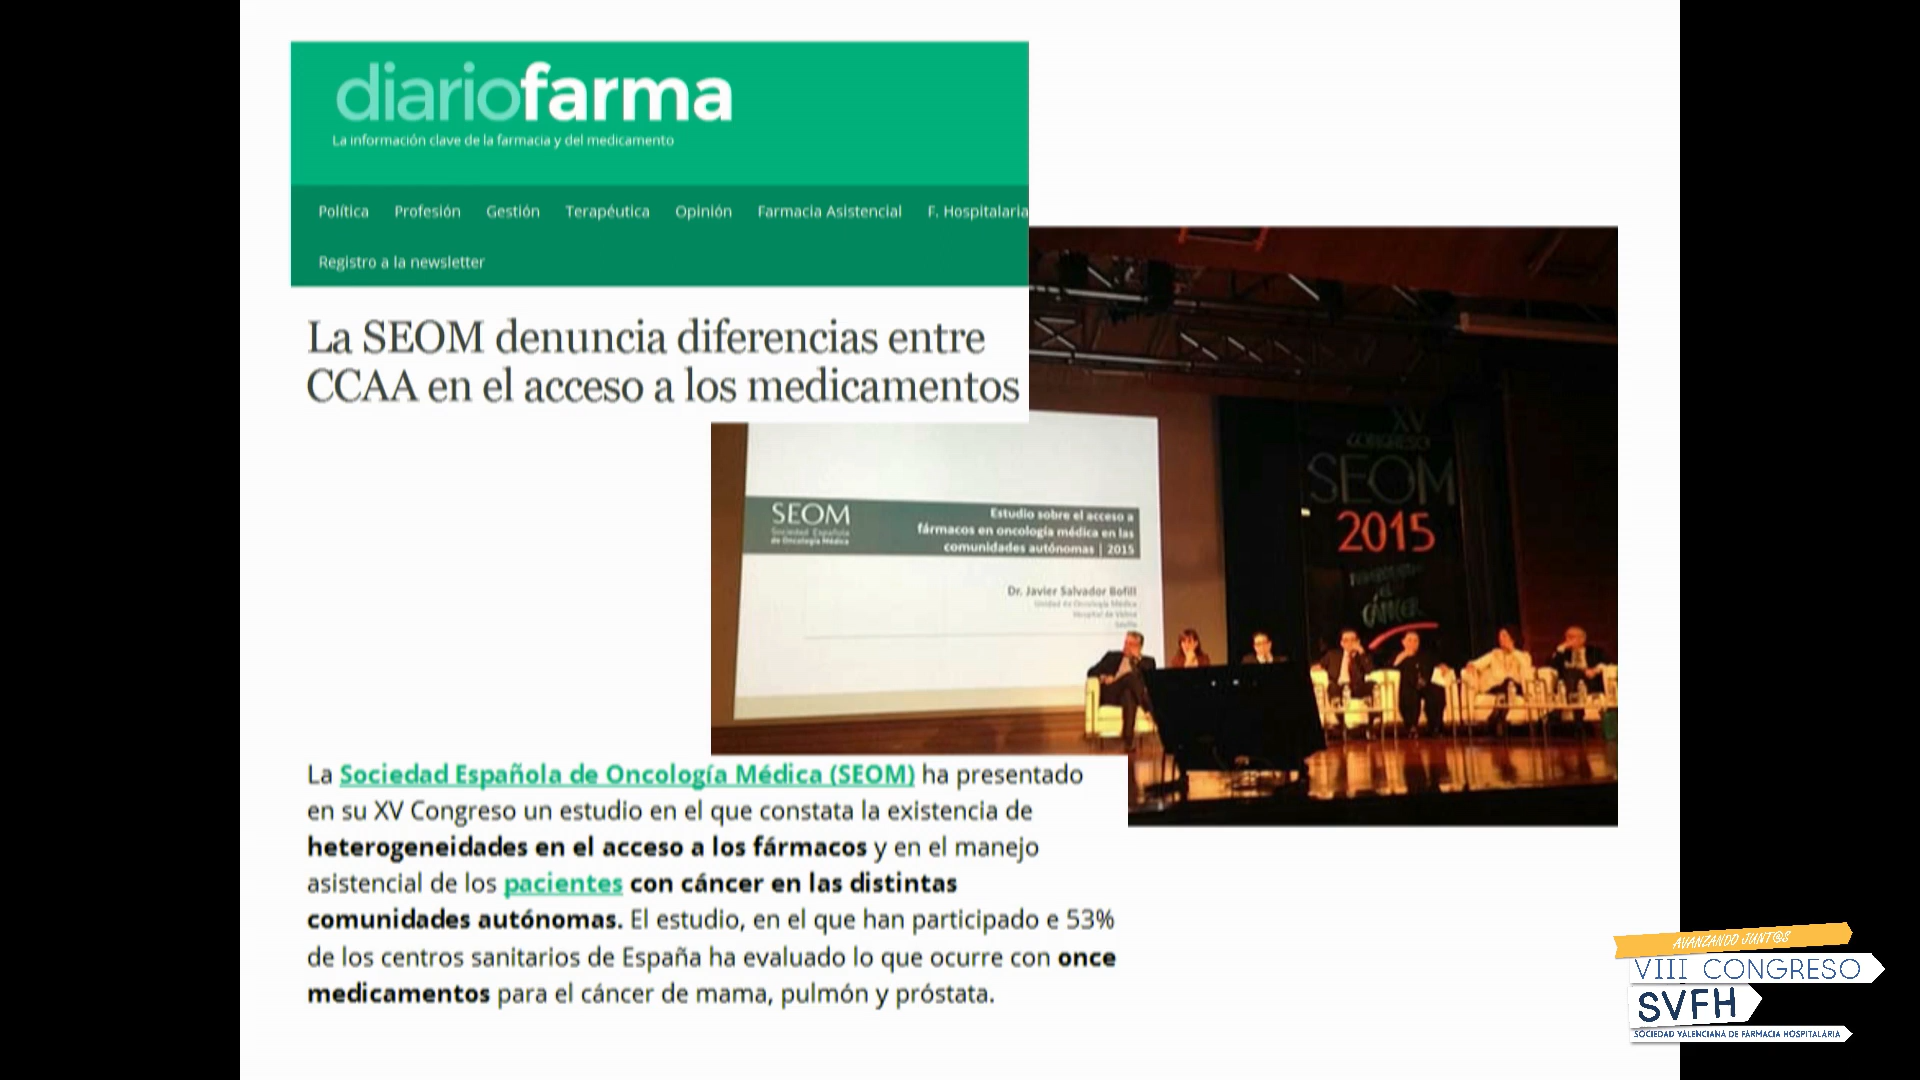 diariofarma
La información clave de la farmacia y del medicamento
Política Profesión Gestión Terapéutica Opinión Farmacia Asistencial F. Hospitalaria
Registro a la newsletter
La SEOM denuncia diferencias entre
CCAA en el acceso a los medicamentos
SEOM
Sociedad Española
de Oncología Médica
Estudio sobre el acceso a
fármacos en oncología médica en las
comunidades autónomas | 2015
Dr. Javier Salvador Bofill
Unidad de Oncología Médica
XV
CONGRESO
SEOM
2015
EL
CÁNCER
La Sociedad Española de Oncología Médica (SEOM) ha presentado
en su XV Congreso un estudio en el que constata la existencia de
heterogeneidades en el acceso a los fármacos y en el manejo
asistencial de los pacientes con cáncer en las distintas
comunidades autónomas. El estudio, en el que han participado e 53%
de los centros sanitarios de España ha evaluado lo que ocurre con once
medicamentos para el cáncer de mama, pulmón y próstata.
AVANZANDO JUNT@S
VIII CONGRESO
SVFH
SOCIEDAD VALENCIANA DE FARMACIA HOSPITALARIA